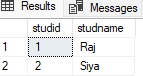 Results Messages
studid studname
1 1 Raj
2 2 Siya